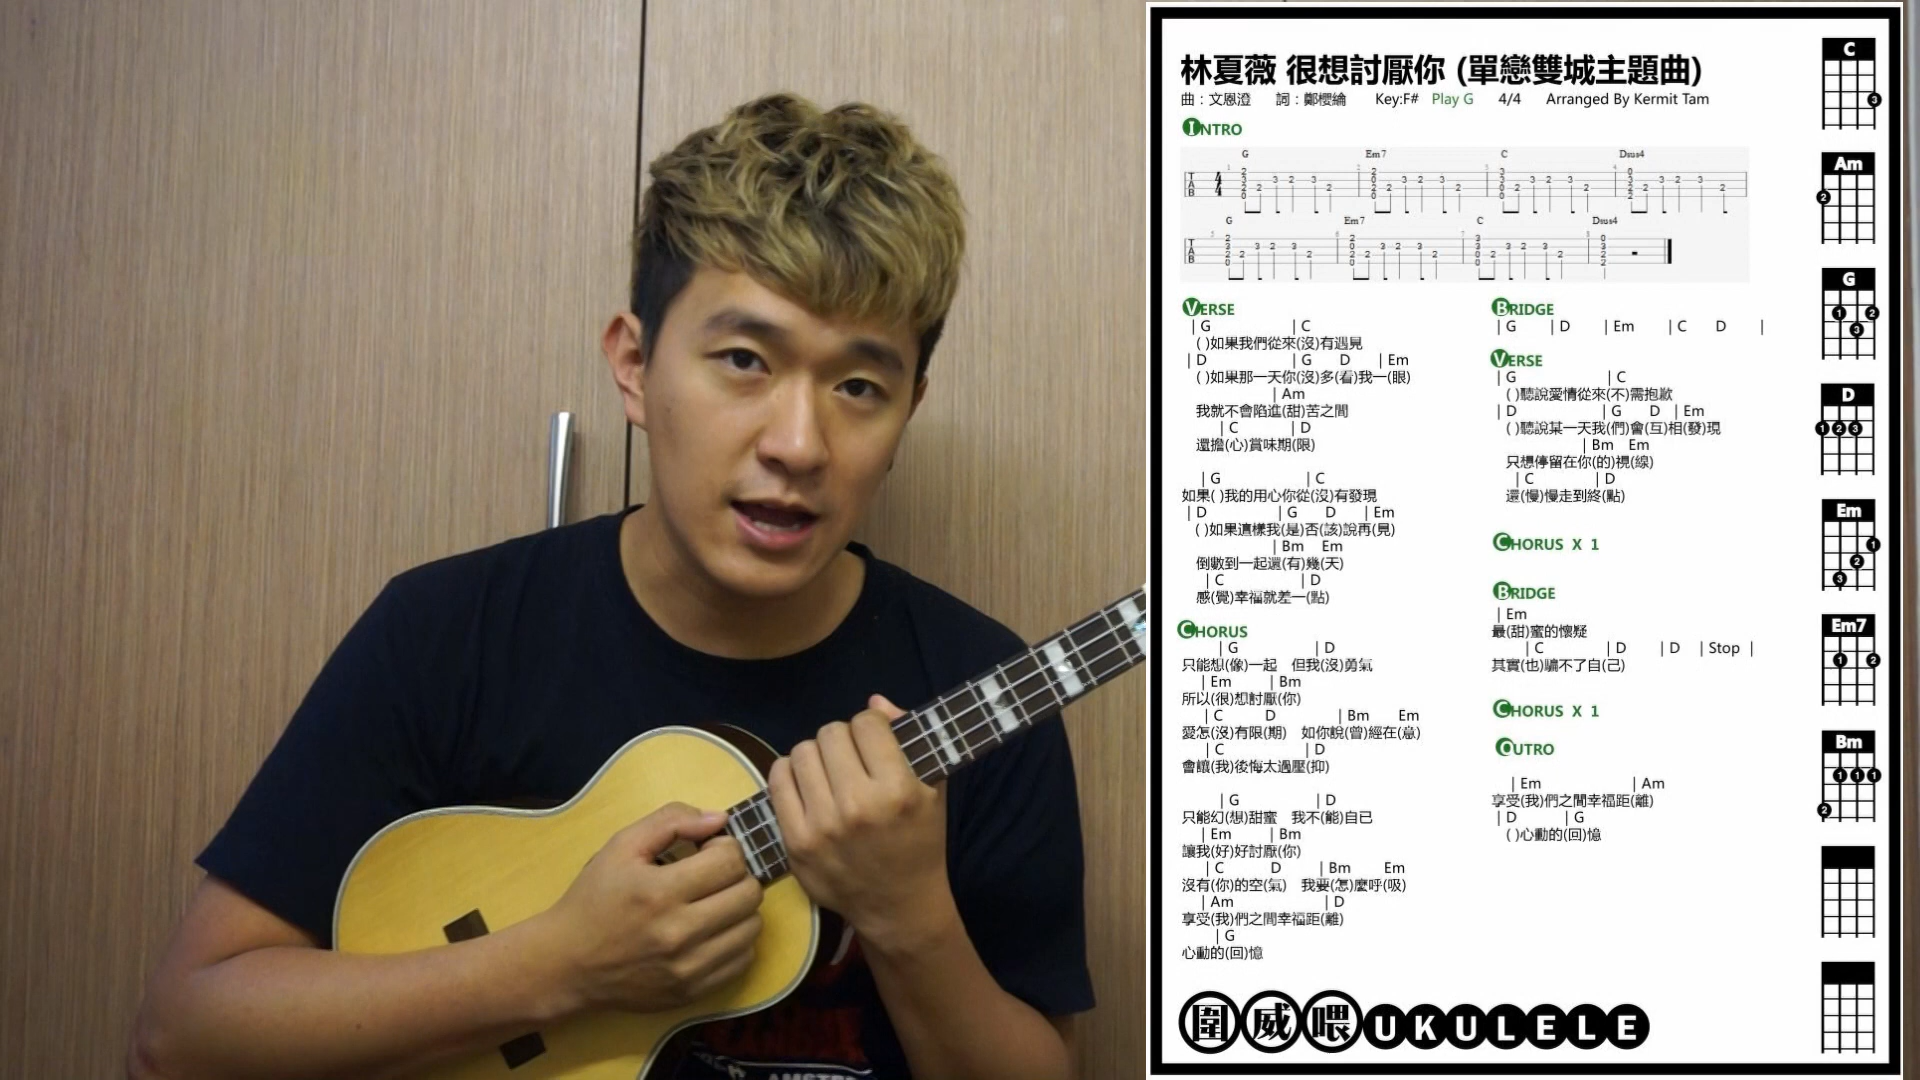 林夏薇 很想討厭你 (單戀雙城主題曲)
曲：文恩澄 詞：鄭櫻綸 Key:F# Play G 4/4 Arranged By Kermit Tam
INTRO
G Em7 C Dsus4
G Em7 C Dsus4
VERSE
| G | C
( )如果我們從來(沒)有遇見
| D | G D | Em
( )如果那一天你(沒)多(看)我一(眼)
| Am
我就不會陷進(甜)苦之間
| C | D
還擔(心)賞味期(限)
| G | C
如果( )我的用心你從(沒)有發現
| D | G D | Em
( )如果這樣我(是)否(該)說再(見)
| Bm Em
倒數到一起還(有)幾(天)
| C | D
感(覺)幸福就差一(點)
CHORUS
| G | D
只能想(像)一起 但我(沒)勇氣
| Em | Bm
所以(很)想討厭(你)
| C D | Bm Em
愛怎(沒)有限(期) 如你說(曾)經在(意)
| C | D
會讓(我)後悔太過壓(抑)
| G | D
只能幻(想)甜蜜 我不(能)自已
| Em | Bm
讓我(好)好討厭(你)
| C D | Bm Em
沒有(你)的空(氣) 我要(怎)麼呼(吸)
| Am | D
享受(我)們之間幸福距(離)
| G
心動的(回)憶
BRIDGE
| G | D | Em | C D |
VERSE
| G | C
( )聽說愛情從來(不)需抱歉
| D | G D | Em
( )聽說某一天我(們)會(互)相(發)現
| Bm Em
只想停留在你(的)視(線)
| C | D
還(慢)慢走到終(點)
CHORUS X 1
BRIDGE
| Em
最(甜)蜜的懷疑
| C | D | D | Stop |
其實(也)騙不了自(己)
CHORUS X 1
OUTRO
| Em | Am
享受(我)們之間幸福距(離)
| D | G
( )心動的(回)憶
C
Am
G
D
Em
Em7
Bm
圍威喂UKULELE